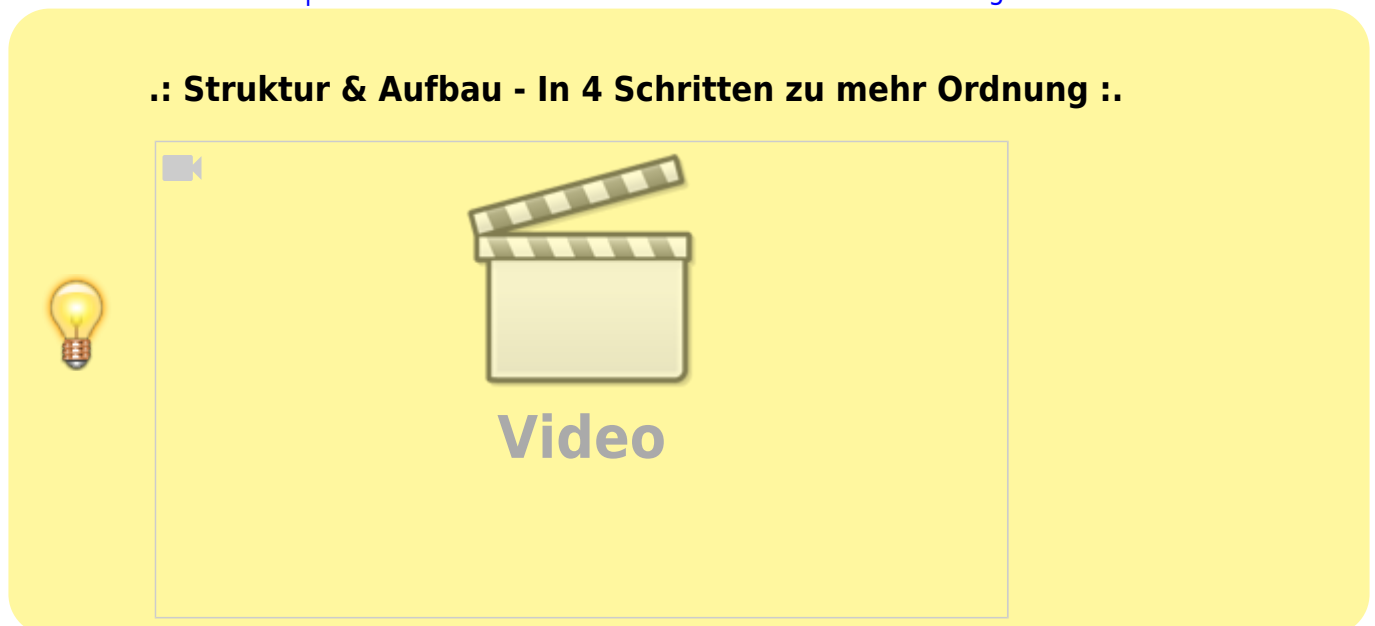 .: Struktur & Aufbau - In 4 Schritten zu mehr Ordnung :.
Video